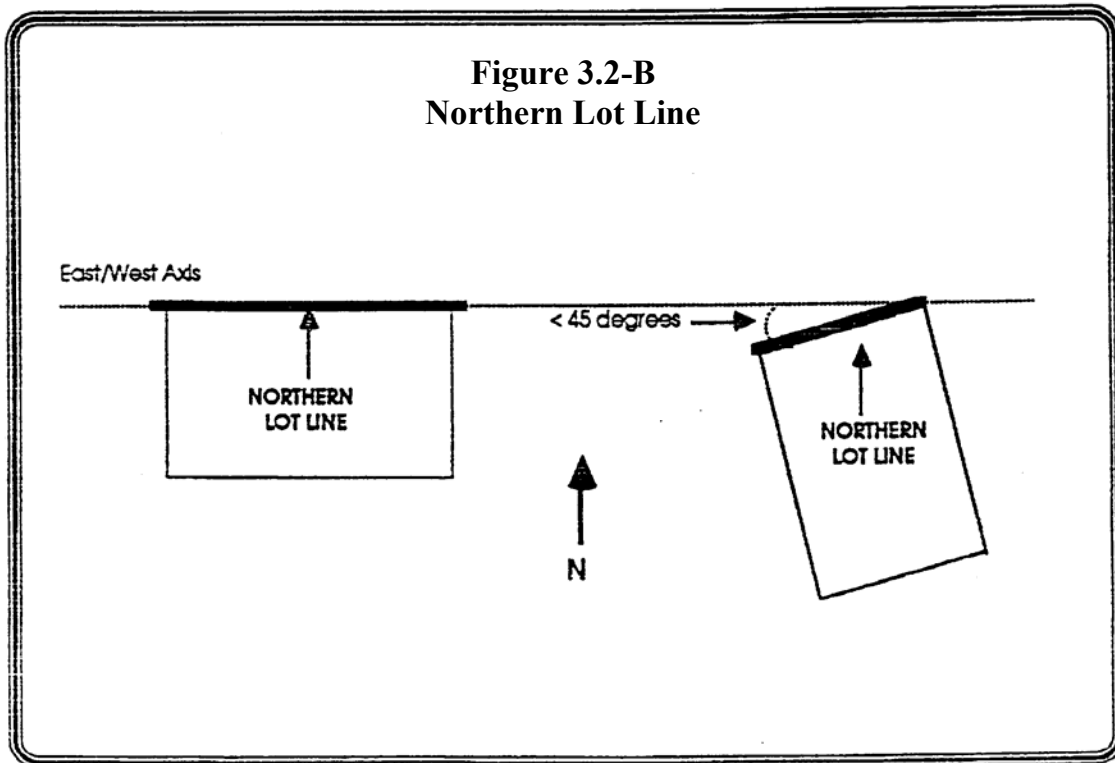 Figure 3.2-B
Northern Lot Line
East/West Axis
< 45 degrees
NORTHERN
LOT LINE
NORTHERN
LOT LINE
N